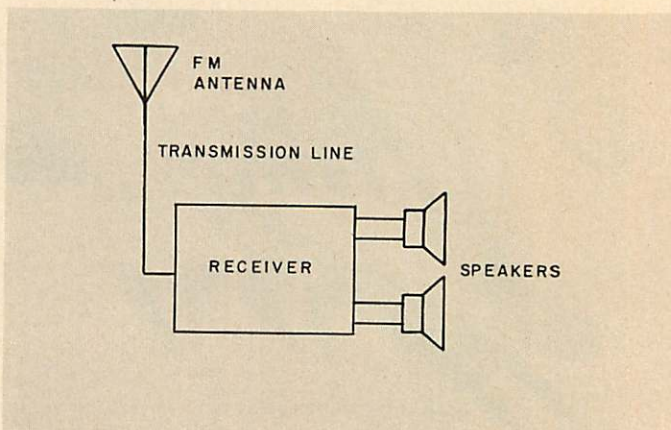 FM
ANTENNA
TRANSMISSION LINE
RECEIVER
SPEAKERS